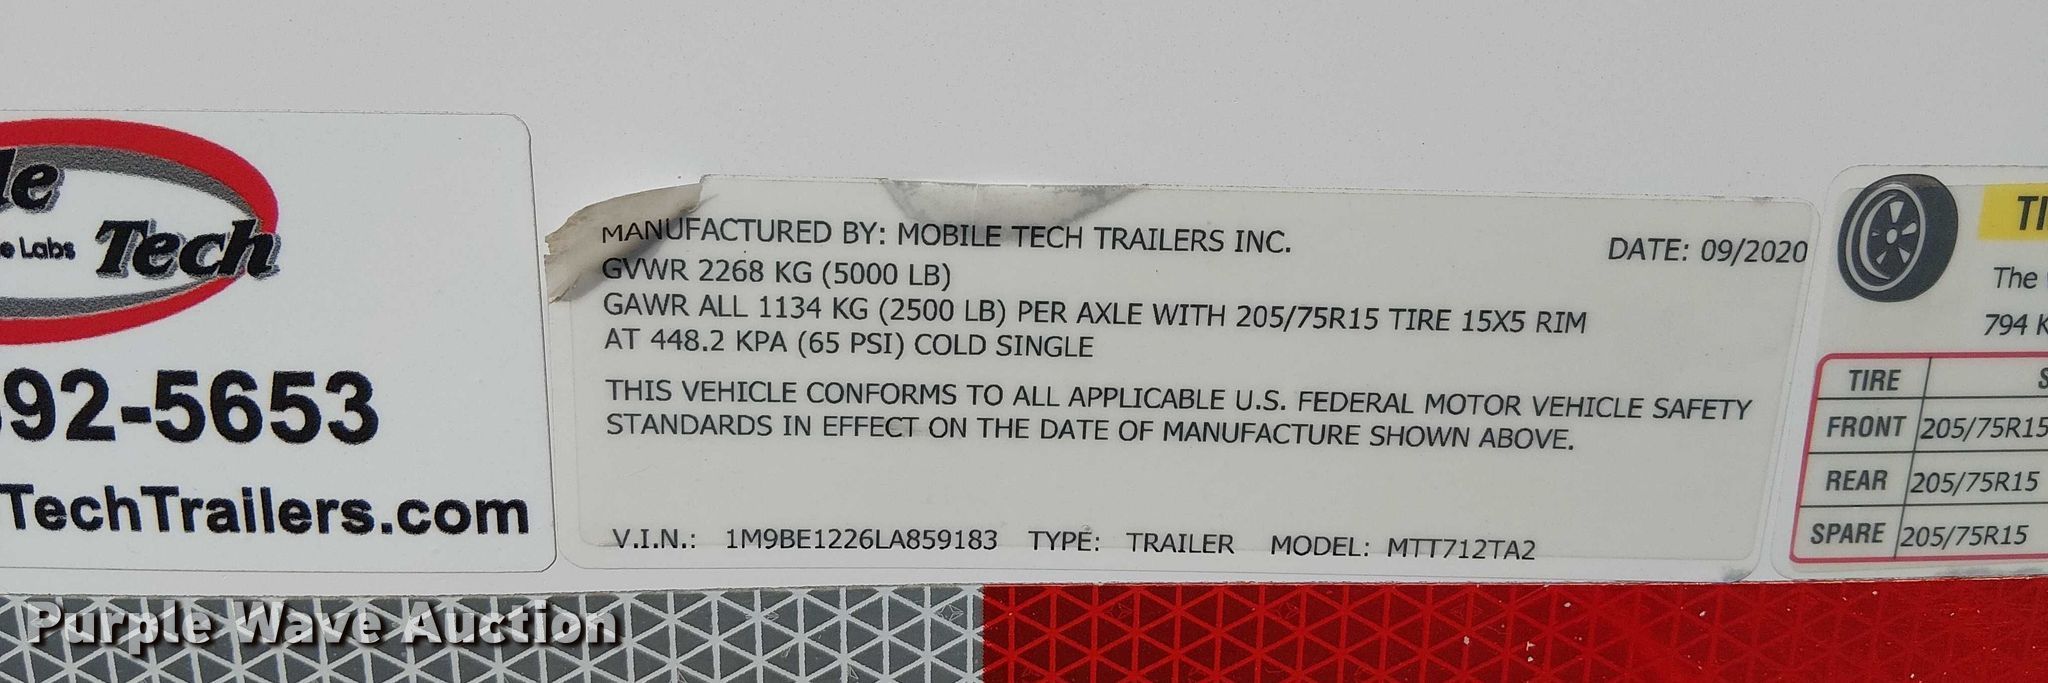 Tech
e Labs
92-5653
TechTrailers.com
MANUFACTURED BY: MOBILE TECH TRAILERS INC.
DATE: 09/2020
GVWR 2268 KG (5000 LB)
GAWR ALL 1134 KG (2500 LB) PER AXLE WITH 205/75R15 TIRE 15X5 RIM
AT 448.2 KPA (65 PSI) COLD SINGLE
THIS VEHICLE CONFORMS TO ALL APPLICABLE U.S. FEDERAL MOTOR VEHICLE SAFETY
STANDARDS IN EFFECT ON THE DATE OF MANUFACTURE SHOWN ABOVE.
V.I.N.: 1M9BE1226LA859183 TYPE: TRAILER MODEL: MTT712TA2
The
794 K
TIRE
FRONT 205/75R15
REAR 205/75R15
SPARE 205/75R15
Purple Wave Auction